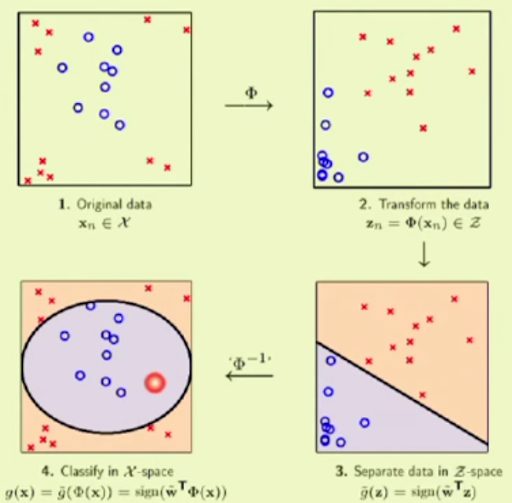 Φ
1. Original data
xₙ ∈ 𝒳
2. Transform the data
zₙ = Φ(xₙ) ∈ 𝒵
'Φ⁻¹'
4. Classify in 𝒳-space
g(x) = g̃(Φ(x)) = sign(w̃ᵀΦ(x))
3. Separate data in 𝒵-space
g̃(z) = sign(w̃ᵀz)